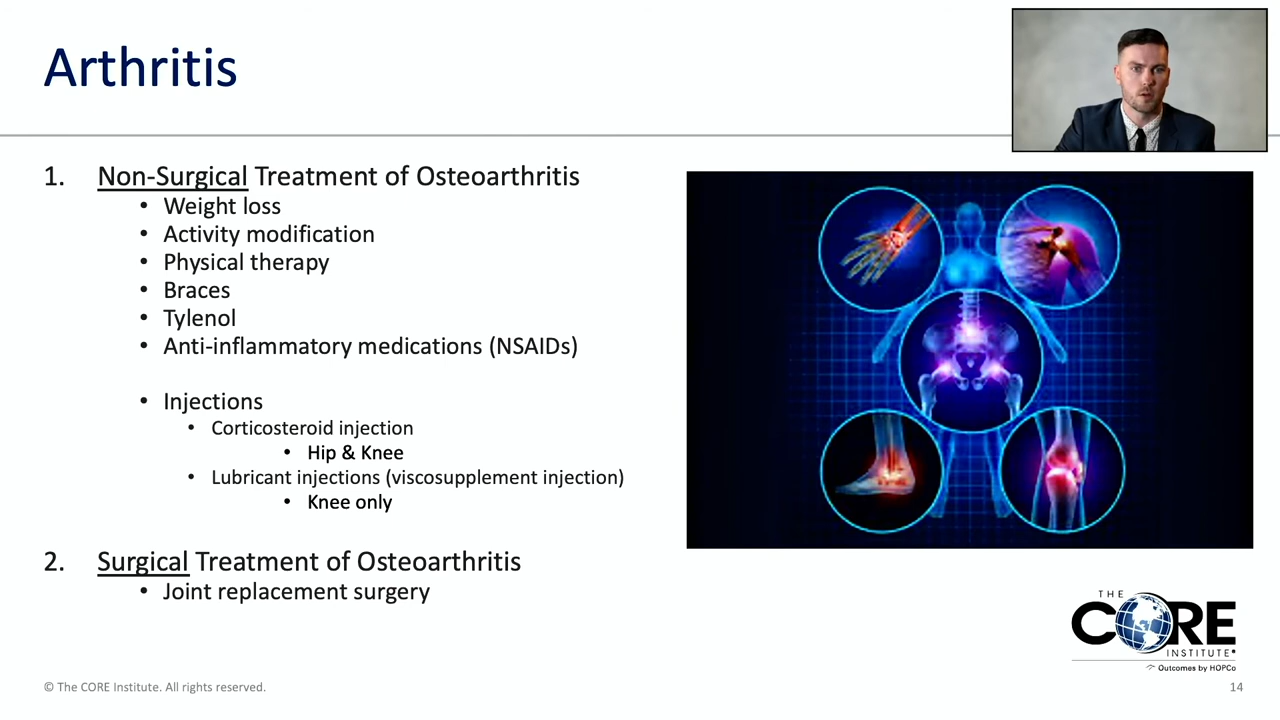 Arthritis
1. Non-Surgical Treatment of Osteoarthritis
• Weight loss
• Activity modification
• Physical therapy
• Braces
• Tylenol
• Anti-inflammatory medications (NSAIDs)
• Injections
• Corticosteroid injection
• Hip & Knee
• Lubricant injections (viscosupplement injection)
• Knee only
2. Surgical Treatment of Osteoarthritis
• Joint replacement surgery
THE
CORE
INSTITUTE®
Outcomes by HOPCo
© The CORE Institute. All rights reserved.
14